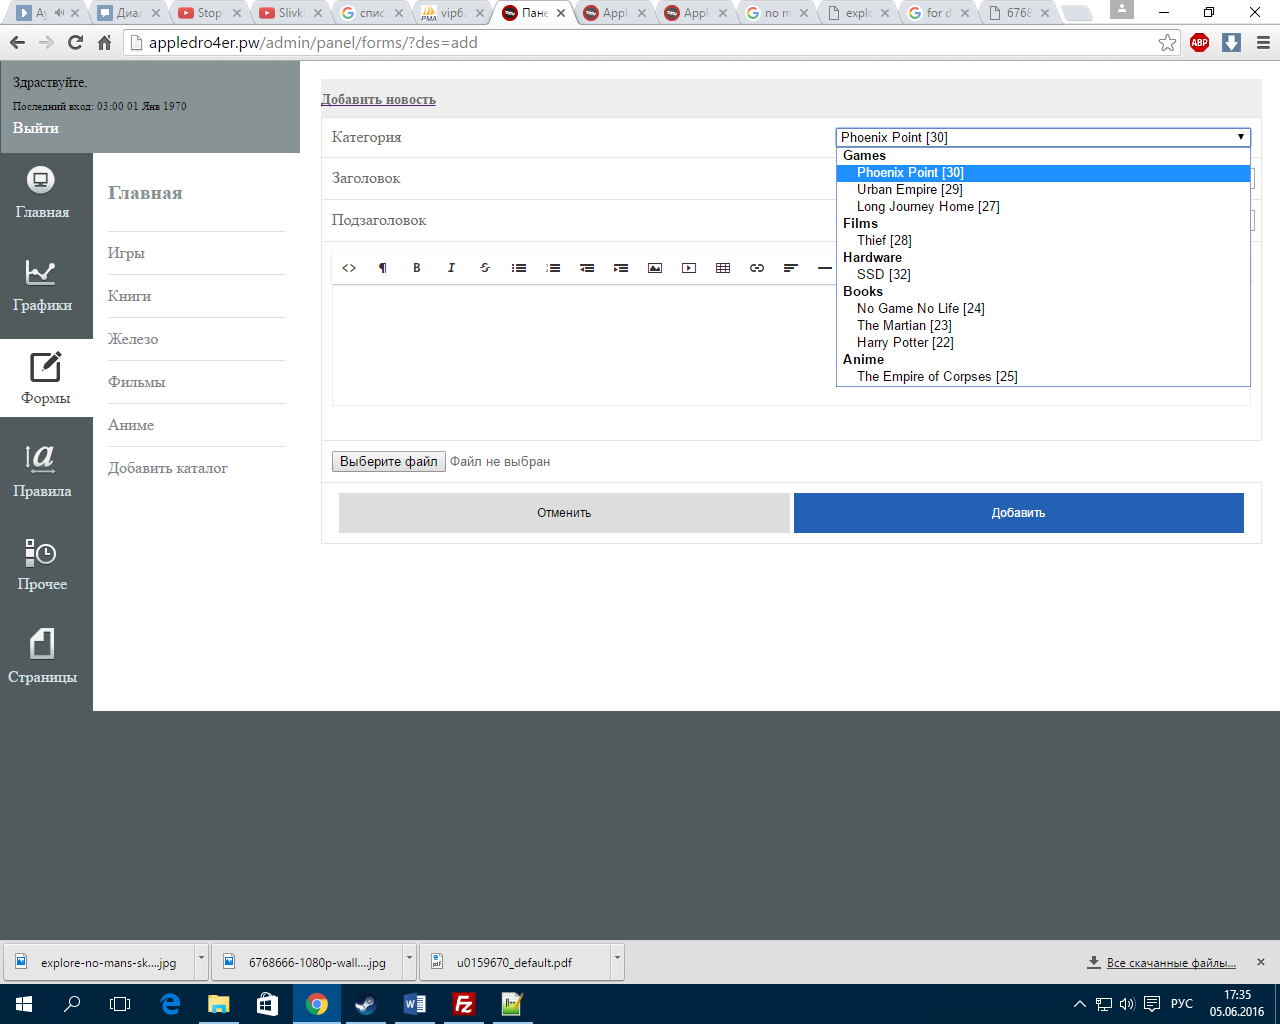 Ау
Диал
Stop
Slivki
спис
vip6.
Пане
Appl
Appl
no m
explo
for d
6768
appledro4er.pw/admin/panel/forms/?des=add
ABP
Здраствуйте,
Последний вход: 03:00 01 Янв 1970
Выйти
Главная
Графики
Формы
Правила
Прочее
Страницы
Главная
Игры
Книги
Железо
Фильмы
Аниме
Добавить каталог
Добавить новость
Категория
Phoenix Point [30]
Заголовок
Подзаголовок
Games
Phoenix Point [30]
Urban Empire [29]
Long Journey Home [27]
Films
Thief [28]
Hardware
SSD [32]
Books
No Game No Life [24]
The Martian [23]
Harry Potter [22]
Anime
The Empire of Corpses [25]
Выберите файл Файл не выбран
Отменить
Добавить
explore-no-mans-sk....jpg
6768666-1080p-wall....jpg
u0159670_default.pdf
Все скачанные файлы...
РУС
17:35
05.06.2016